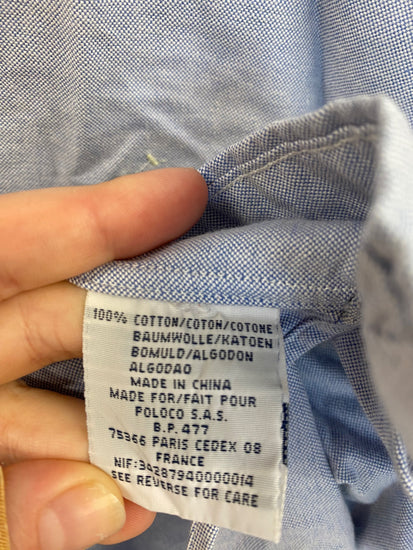 100% COTTON/COTON/COTONE
BAUMWOLLE/KATOEN
BOMULD/ALGODON
ALGODAO
MADE IN CHINA
MADE FOR/FAIT POUR
POLOCO S.A.S.
B.P. 477
75366 PARIS CEDEX 08
FRANCE
NIF:34287940000014
SEE REVERSE FOR CARE